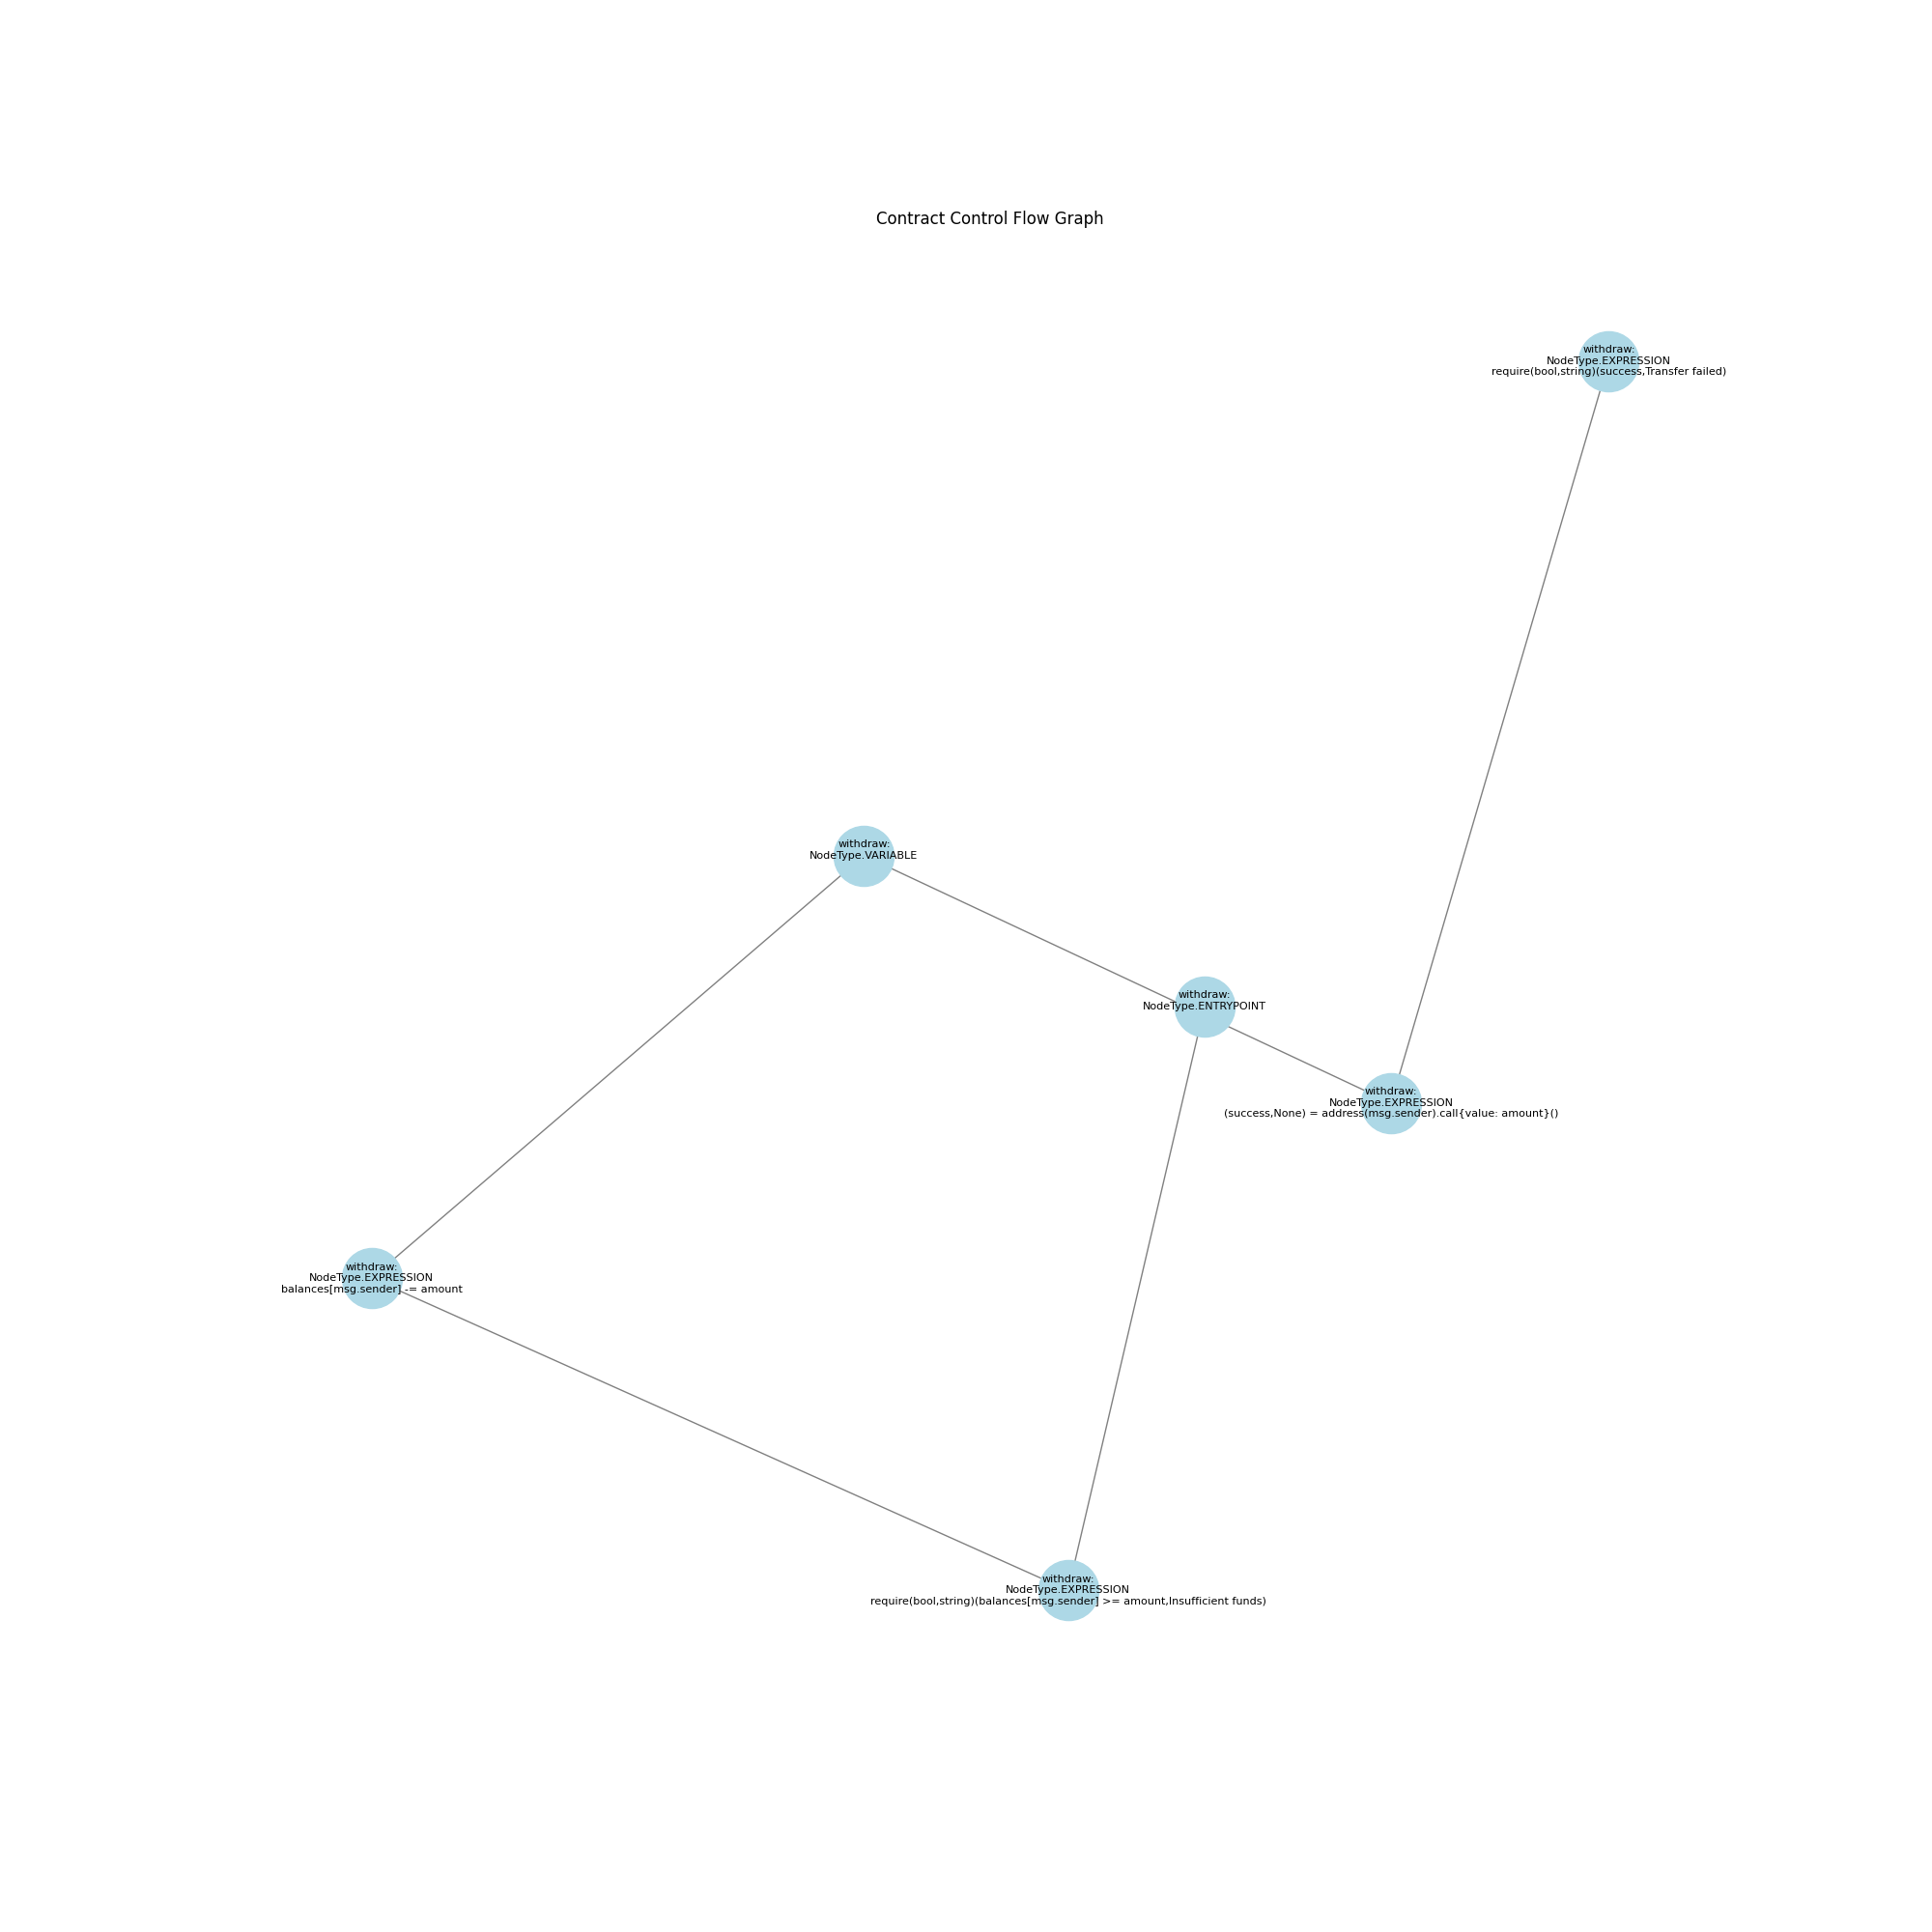 Contract Control Flow Graph
withdraw:
NodeType.EXPRESSION
require(bool,string)(success,Transfer failed)
withdraw:
NodeType.VARIABLE
withdraw:
NodeType.ENTRYPOINT
withdraw:
NodeType.EXPRESSION
(success,None) = address(msg.sender).call{value: amount}()
withdraw:
NodeType.EXPRESSION
balances[msg.sender] -= amount
withdraw:
NodeType.EXPRESSION
require(bool,string)(balances[msg.sender] >= amount,Insufficient funds)